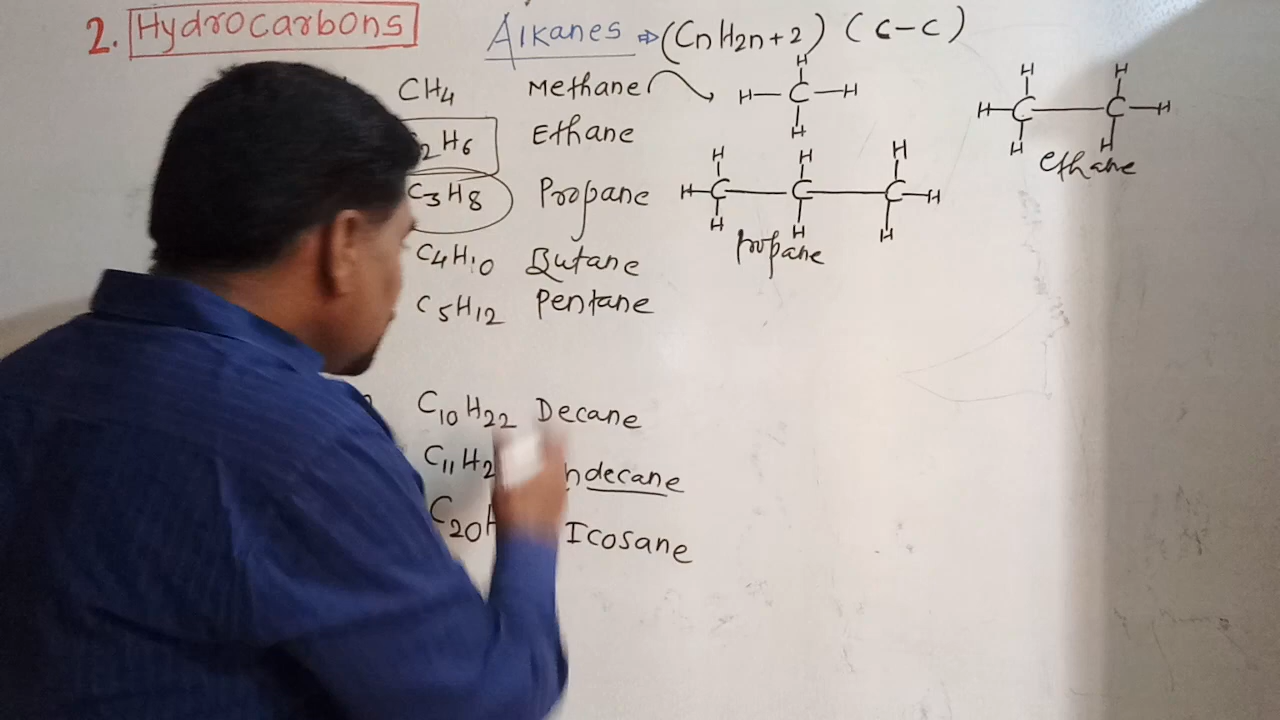 2. Hydrocarbons Alkanes ⇒ (CnH2n+2) (C-C)
CH4 Methane
2H6 Ethane
C3H8 Propane
C4H10 Butane
C5H12 Pentane
C10H22 Decane
C11H2 ndecane
C20H Icosane
H
H-C-H
H
H H
H-C-C-H
H H
ethane
H H H
H-C-C-C-H
H H H
propane